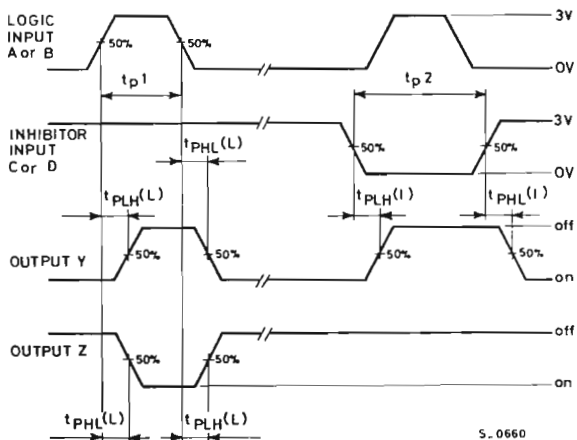 LOGIC
INPUT
A or B
50%
50%
3V
0V
tp1
tp2
INHIBITOR
INPUT
C or D
tPHL(L)
50%
50%
3V
0V
tPLH(L)
tPLH(I)
tPHL(I)
OUTPUT Y
50%
50%
50%
50%
off
on
OUTPUT Z
50%
50%
off
on
tPHL(L)
tPLH(L)
S_0660